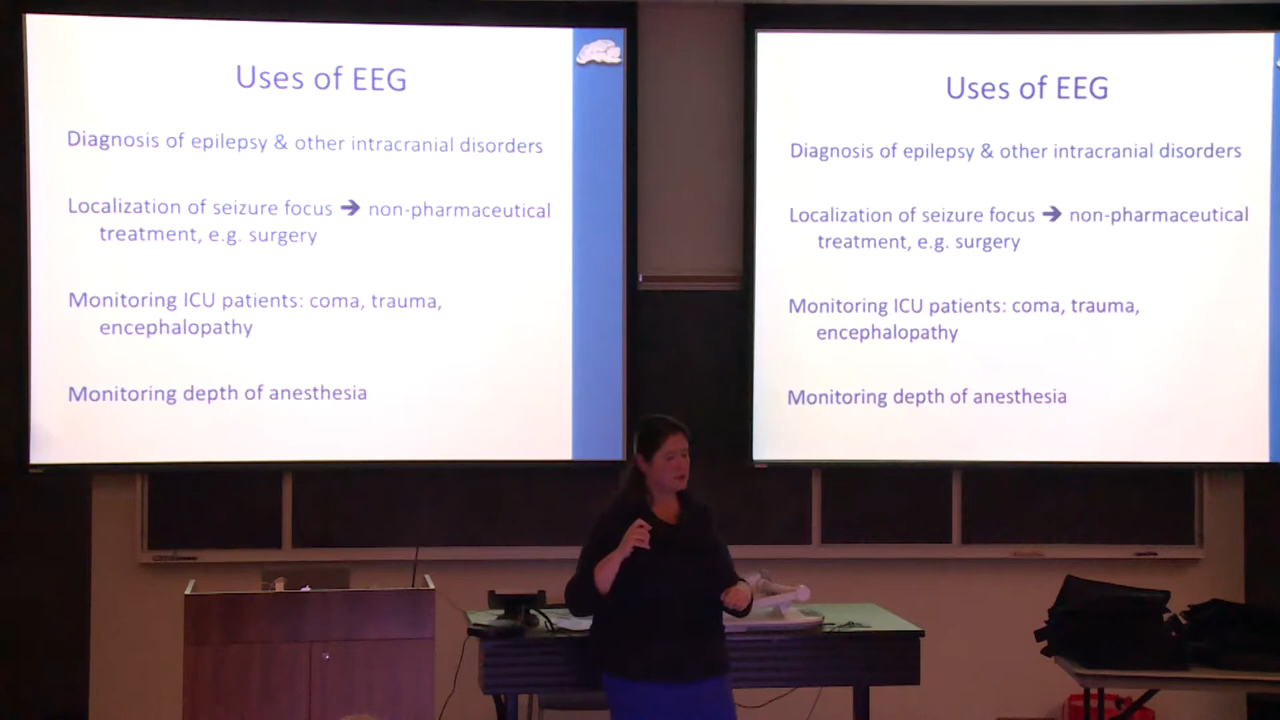 Uses of EEG
Diagnosis of epilepsy & other intracranial disorders
Localization of seizure focus ➔ non-pharmaceutical
treatment, e.g. surgery
Monitoring ICU patients: coma, trauma,
encephalopathy
Monitoring depth of anesthesia
Uses of EEG
Diagnosis of epilepsy & other intracranial disorders
Localization of seizure focus ➔ non-pharmaceutical
treatment, e.g. surgery
Monitoring ICU patients: coma, trauma,
encephalopathy
Monitoring depth of anesthesia